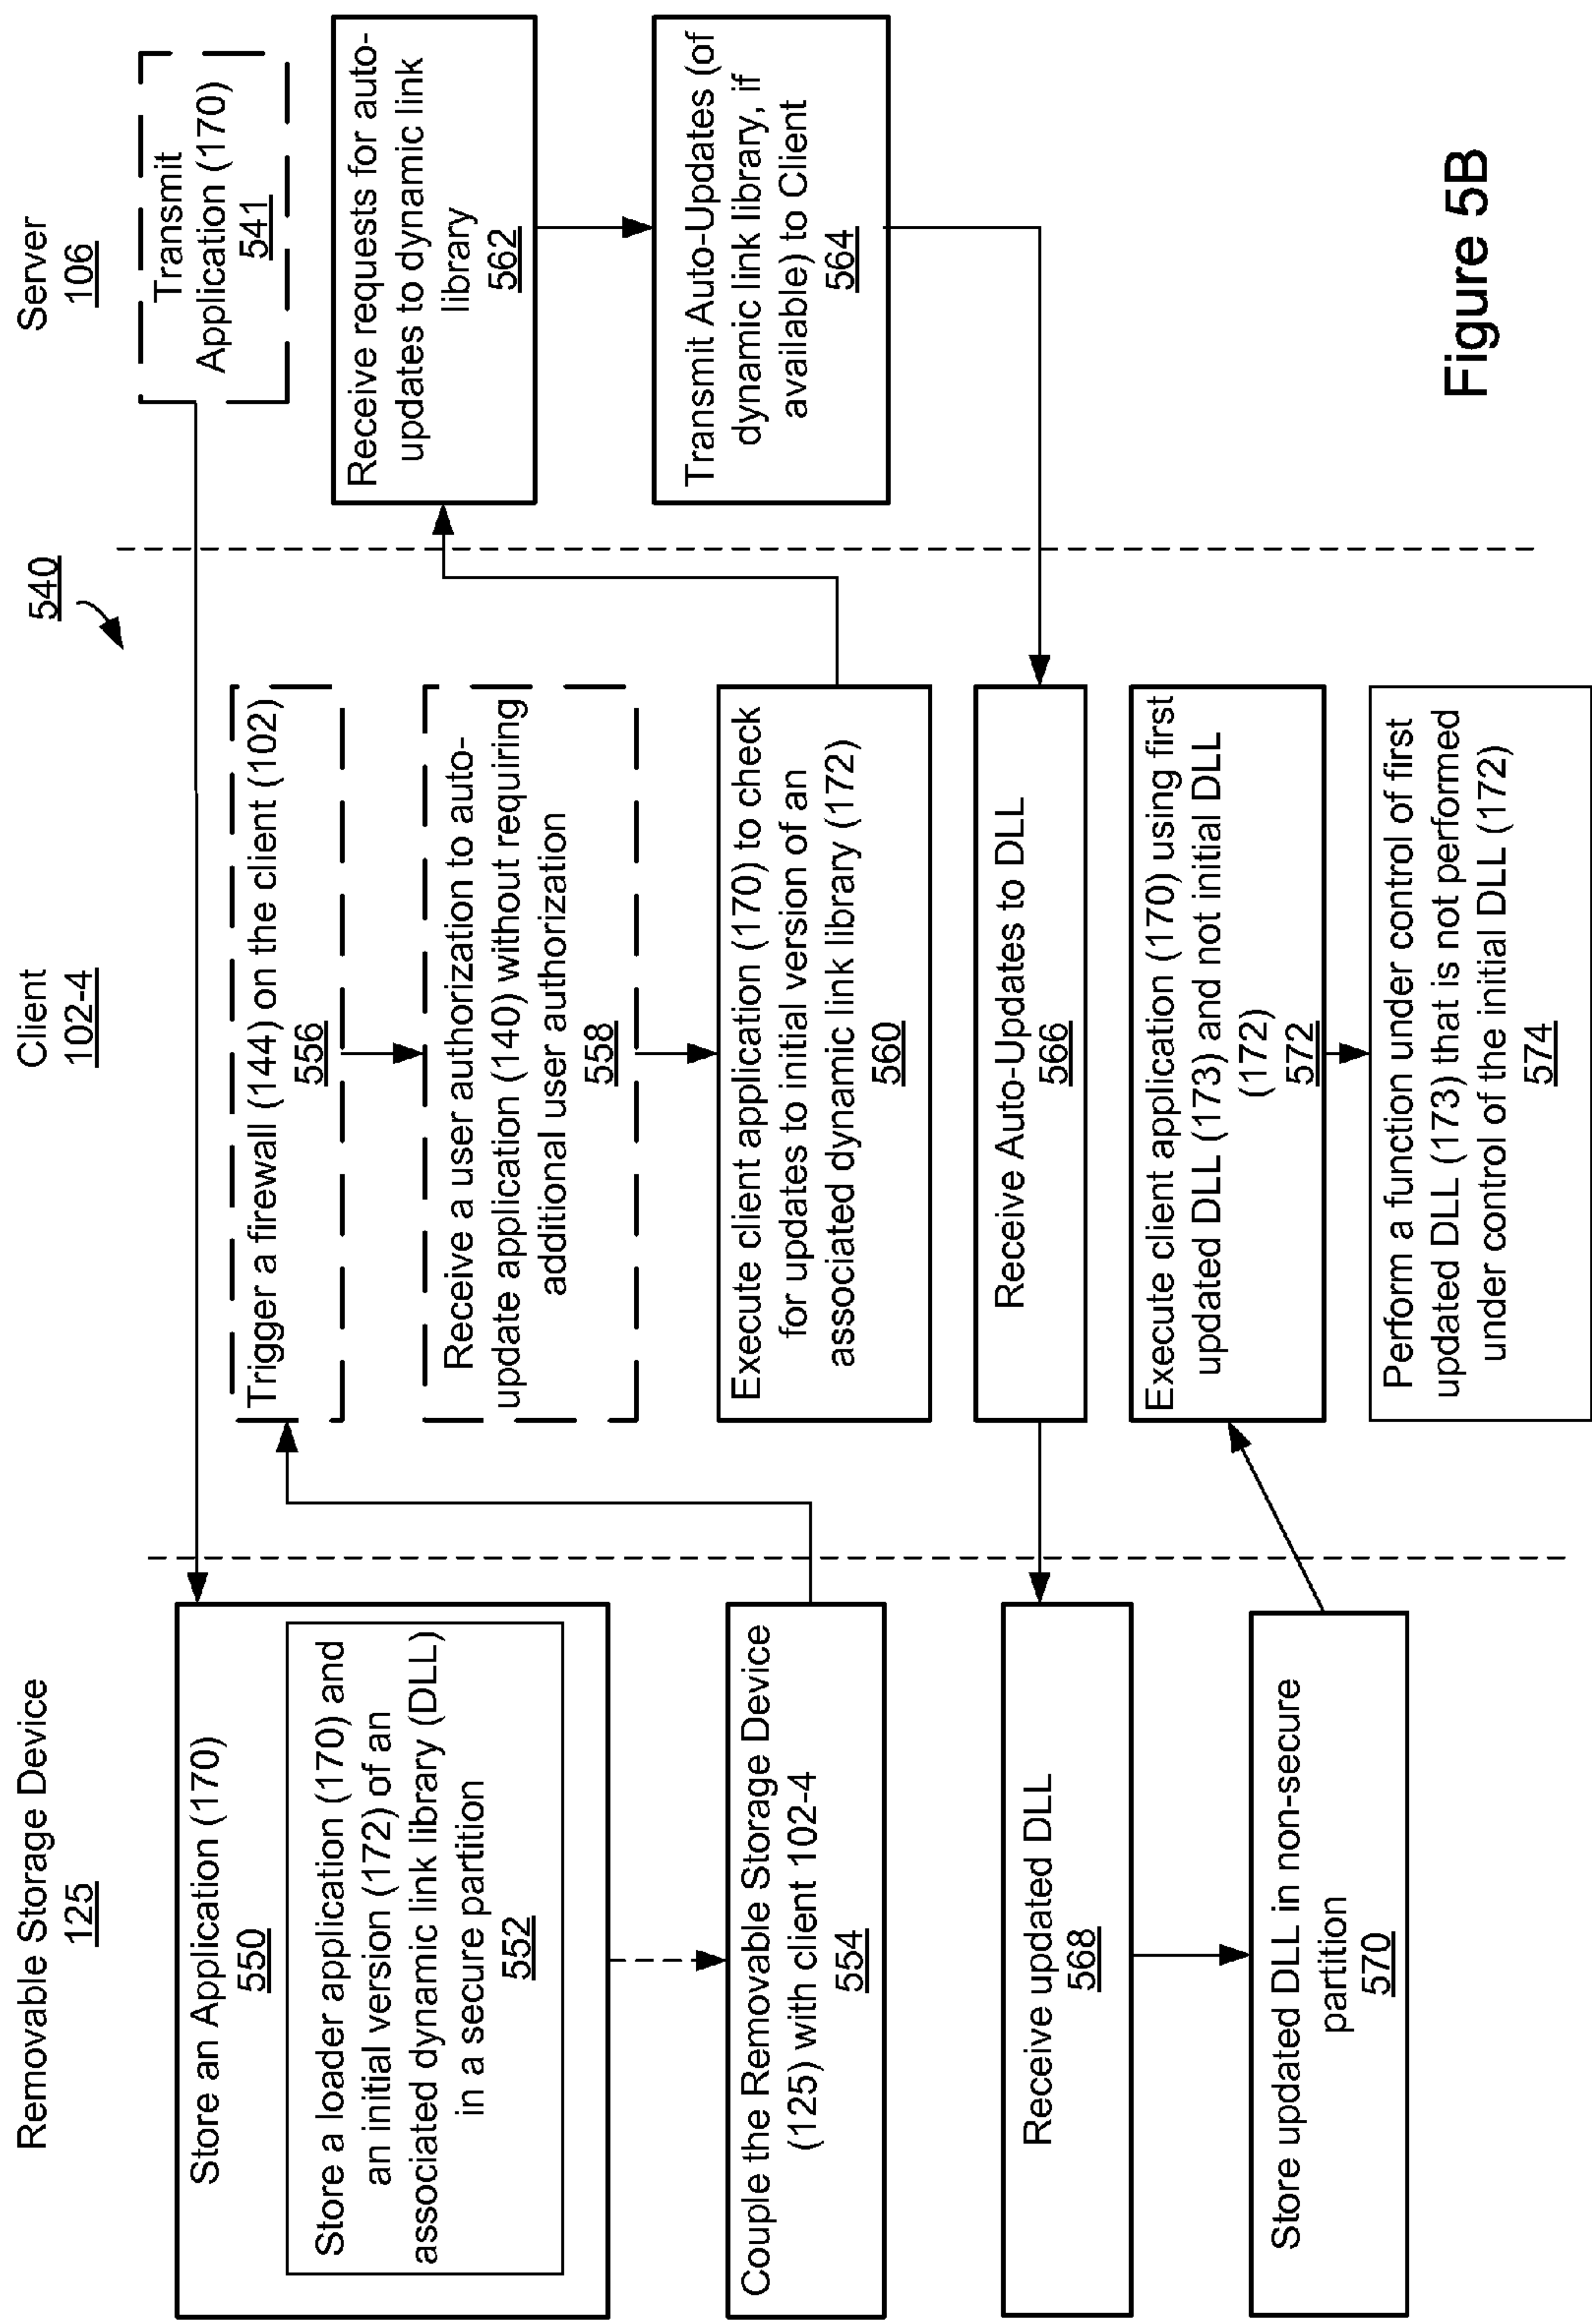 Removable Storage Device
125
Client
102-4
Server
106
540
Store an Application (170)
550
Store a loader application (170) and
an initial version (172) of an
associated dynamic link library (DLL)
in a secure partition
552
Couple the Removable Storage Device
(125) with client 102-4
554
Receive updated DLL
568
Store updated DLL in non-secure
partition
570
Trigger a firewall (144) on the client (102)
556
Receive a user authorization to auto-
update application (140) without requiring
additional user authorization
558
Execute client application (170) to check
for updates to initial version of an
associated dynamic link library (172)
560
Receive Auto-Updates to DLL
566
Execute client application (170) using first
updated DLL (173) and not initial DLL
(172)
572
Perform a function under control of first
updated DLL (173) that is not performed
under control of the initial DLL (172)
574
Transmit
Application (170)
541
Receive requests for auto-
updates to dynamic link
library
562
Transmit Auto-Updates (of
dynamic link library, if
available) to Client
564
Figure 5B